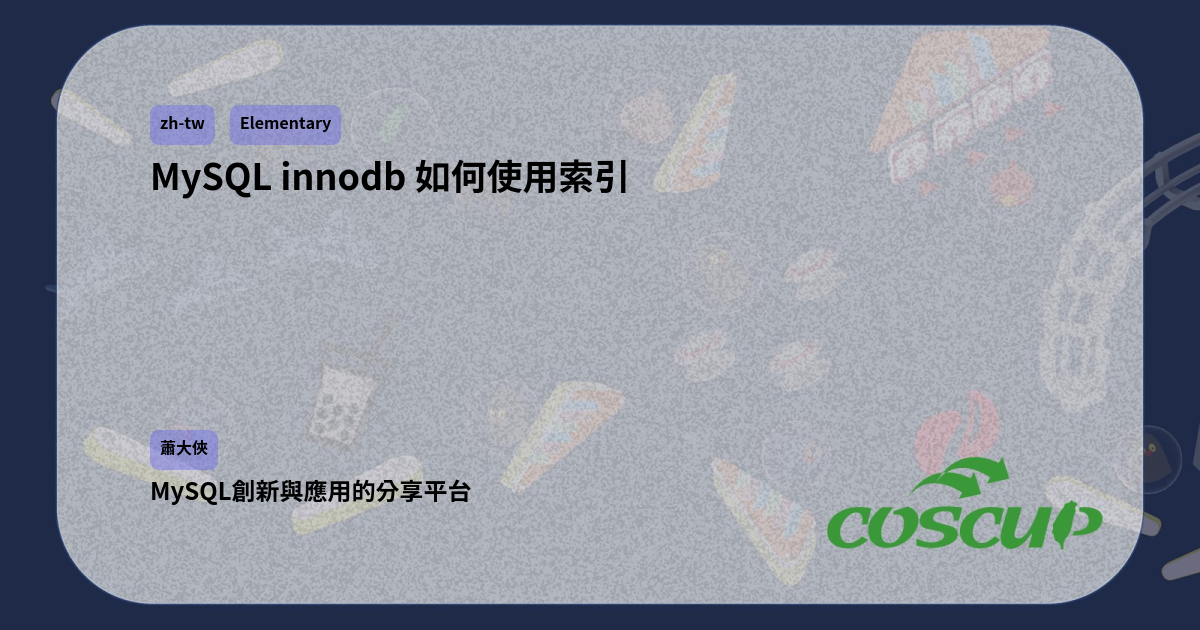 zh-tw Elementary
MySQL innodb 如何使用索引
蕭大俠
MySQL創新與應用的分享平台
COSCUP